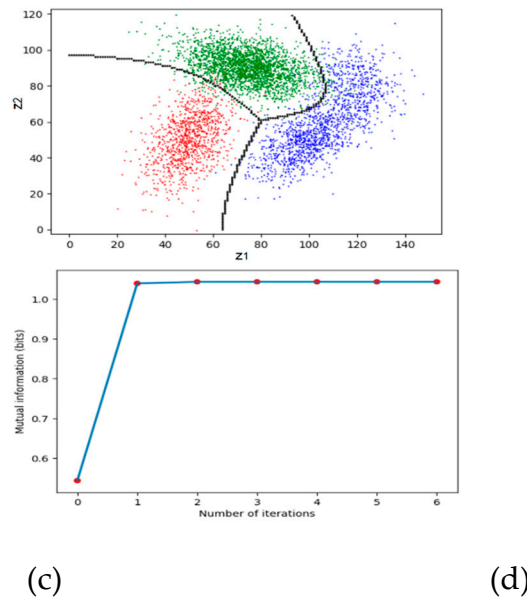 120
100
80
60
40
20
0
z2
0 20 40 60 80 100 120 140
z1
1.0
0.9
0.8
0.7
0.6
Mutual information (bits)
0 1 2 3 4 5 6
Number of iterations
(c) (d)